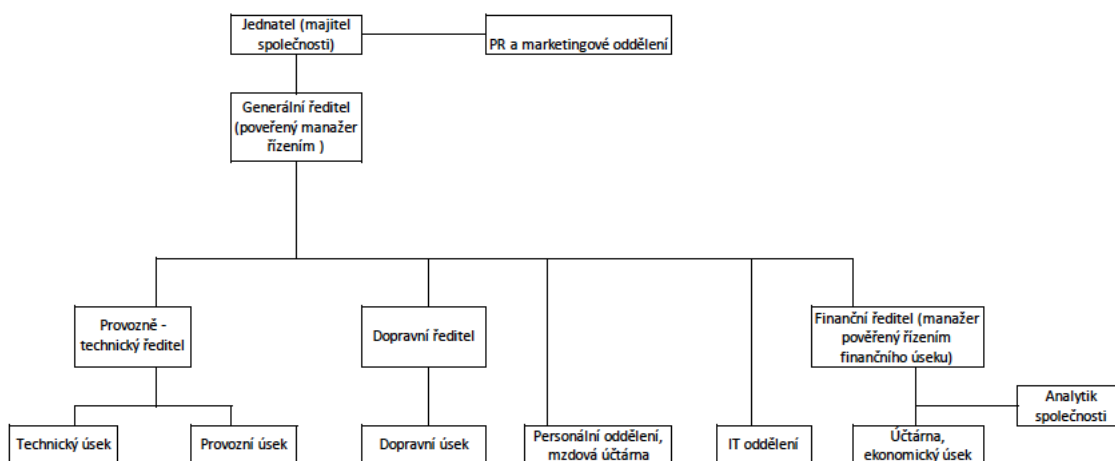 Jednatel (majitel
společnosti)
PR a marketingové oddělení
Generální ředitel
(poveřený manažer
řízením )
Provozně -
technický ředitel
Dopravní ředitel
Finanční ředitel (manažer
pověřený řízením
finančního úseku)
Analytik
společnosti
Technický úsek
Provozní úsek
Dopravní úsek
Personální oddělení,
mzdová účtárna
IT oddělení
Účtárna,
ekonomický úsek